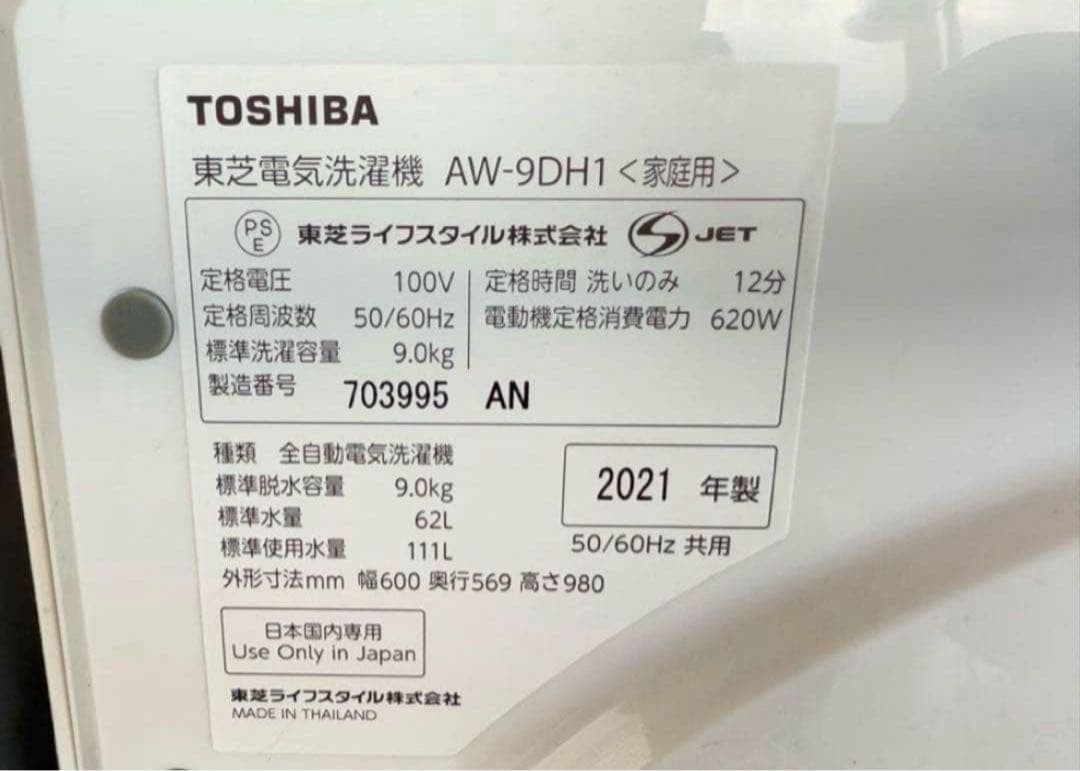 TOSHIBA
東芝電気洗濯機 AW-9DH1 <家庭用>
PSE 東芝ライフスタイル株式会社 JET
定格電圧 100V 定格時間 洗いのみ 12分
定格周波数 50/60Hz 電動機定格消費電力 620W
標準洗濯容量 9.0kg
製造番号 703995 AN
種類 全自動電気洗濯機
標準脱水容量 9.0kg
標準水量 62L
標準使用水量 111L
2021 年製
50/60Hz 共用
外形寸法mm 幅600 奥行569 高さ980
日本国内専用
Use Only in Japan
東芝ライフスタイル株式会社
MADE IN THAILAND